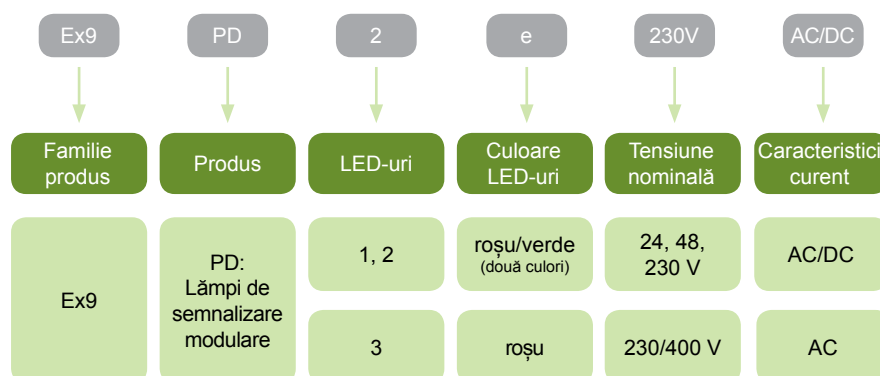 Ex9 PD 2 e 230V AC/DC
Familie produs
Produs
LED-uri
Culoare LED-uri
Tensiune nominală
Caracteristici curent
Ex9
PD:
Lămpi de
semnalizare
modulare
1, 2
roșu/verde
(două culori)
24, 48,
230 V
AC/DC
3
roșu
230/400 V
AC